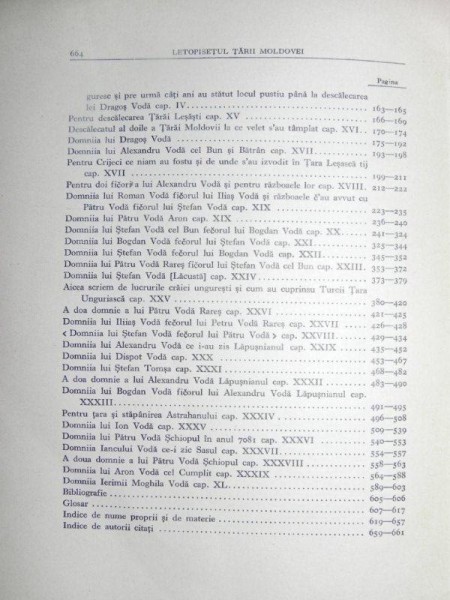 664 LETOPISEȚUL ȚĂRII MOLDOVEI
Pagina
gurese și pre urmă câți ani au stătut locul pustiu până la descălecarea
lei Dragoș Vodă cap. IV 163—165
Pentru descălecarea Țărăi Leșăști cap. XV 166—169
Descălecatul al doile a Țărăi Moldovii la ce velet s'au tâmplat cap. XVI. 170—174
Domniia lui Dragoș Vodă 175—192
Domniia lui Alexandru Vodă cel Bun și Bătrân cap. XVII 193—198
Pentru Crijeci ce niam au fostu și de unde s'au izvodit în Țara Leșască tij
cap. XVII 199—211
Pentru doi ficorĭ a lui Alexandru Vodă și pentru războaele lor cap. XVIII. 212—222
Domniia lui Roman Vodă ficorul lui Iliaș Vodă și războaele č'au avvut cu
Pătru Vodă ficorul lui Ștefan Vodă cap. XIX 223—235
Domniia lui Pătru Vodă Aron cap. XIX 236—240
Domniia lui Ștefan Vodă cel Bun fečorul lui Bogdan Vodă cap. XX 241—324
Domniia lui Bogdan Vodă fečorul lui Ștefan Vodă cap. XXI 325—344
Domniia lui Ștefan Vodă fečorul lui Bogdan Vodă cap. XXII 345—352
Domniia lui Pătru Vodă Rareș ficorul lui Ștefan Vodă cel Bun cap. XXIII. 353—372
Domniia lui Ștefan Vodă [Lăcustă] cap. XXIV 373—379
Aicea scriem de lucrurile crăiei ungurești și cum au cuprinsu Turcii Țara
Unguriască cap. XXV 380—420
A doa domnie a lui Pătru Vodă Rareș cap. XXVI 421—425
Domniia lui Iliiaș Vodă fečorul lui Petru Vodă Rareș cap. XXVII 426—428
< Domniia lui Ștefan Vodă fečorul lui Pătru Vodă > cap. XXVIII 429—434
Domniia lui Alexandru Vodă ce i-au zis Lăpușnianul cap. XXIX 435—452
Domniia lui Dispot Vodă cap. XXX 453—467
Domniia lui Ștefan Tomșa cap. XXXI 468—482
A doa domnie a lui Alexandru Vodă Lăpușnianul cap. XXXII 483—490
Domniia lui Bogdan Vodă ficorul lui Alexandru Vodă Lăpușnianul cap.
XXXIII 491—495
Pentru țara și stăpânirea Astrahanului cap. XXXIV 496—508
Domniia lui Ion Vodă cap. XXXV 509—539
Domniia lui Pătru Vodă Șchiopul în anul 7081 cap. XXXVI 540—553
Domniia Iancului Vodă ce-i zic Sasul cap. XXXVII 554—557
A doua domnie a lui Pătru Vodă Șchiopul cap. XXXVIII 558—563
Domniia lui Aron Vodă cel Cumplit cap. XXXIX 564—588
Domniia Ierimii Moghila Vodă cap. XL 589—603
Bibliografie 605—606
Glosar 607—617
Indice de nume proprii și de materie 619—657
Indice de autorii citați 659—661